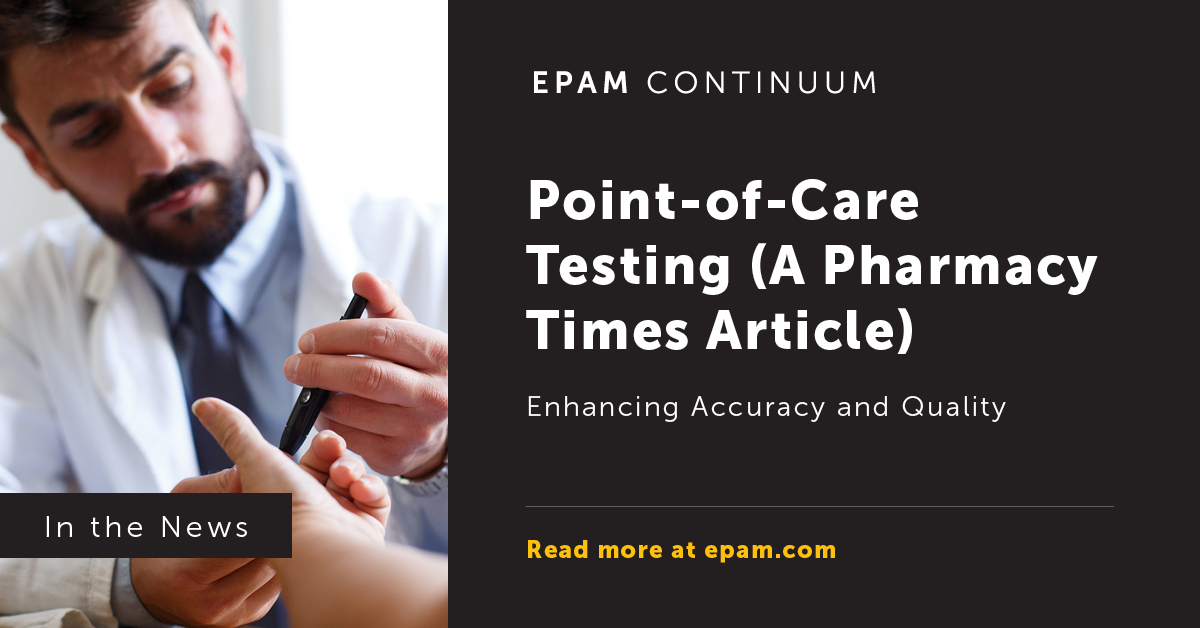 EPAM CONTINUUM
Point-of-Care
Testing (A Pharmacy
Times Article)
Enhancing Accuracy and Quality
In the News
Read more at epam.com